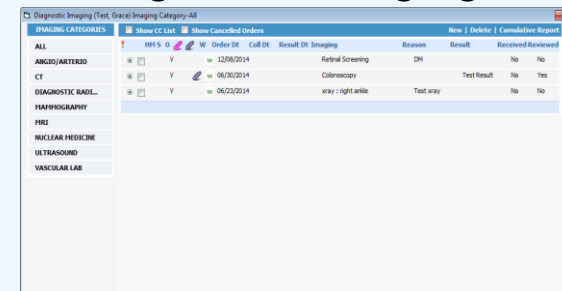 Diagnostic Imaging (Test, Grace) Imaging Category-All
IMAGING CATEGORIES
Show CC List Show Cancelled Orders New | Delete | Cumulative Report
! HM S O W Order Dt Coll Dt Result Dt Imaging Reason Result Received Reviewed
ALL
V w 12/08/2014 Retinal Screening DM No No
ANGIO/ARTERIO
V w 06/30/2014 Colonoscopy Test Result No Yes
CT
V w 06/23/2014 xray : right ankle Test xray No No
DIAGNOSTIC RADI...
MAMMOGRAPHY
MRI
NUCLEAR MEDICINE
ULTRASOUND
VASCULAR LAB